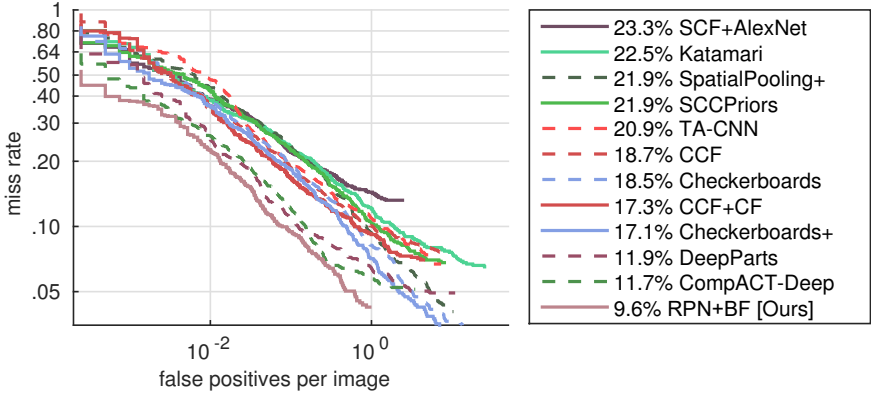 1
.80
.64
.50
.40
.30
.20
.10
.05
miss rate
10^-2
10^0
false positives per image
23.3% SCF+AlexNet
22.5% Katamari
21.9% SpatialPooling+
21.9% SCCPriors
20.9% TA-CNN
18.7% CCF
18.5% Checkerboards
17.3% CCF+CF
17.1% Checkerboards+
11.9% DeepParts
11.7% CompACT-Deep
9.6% RPN+BF [Ours]